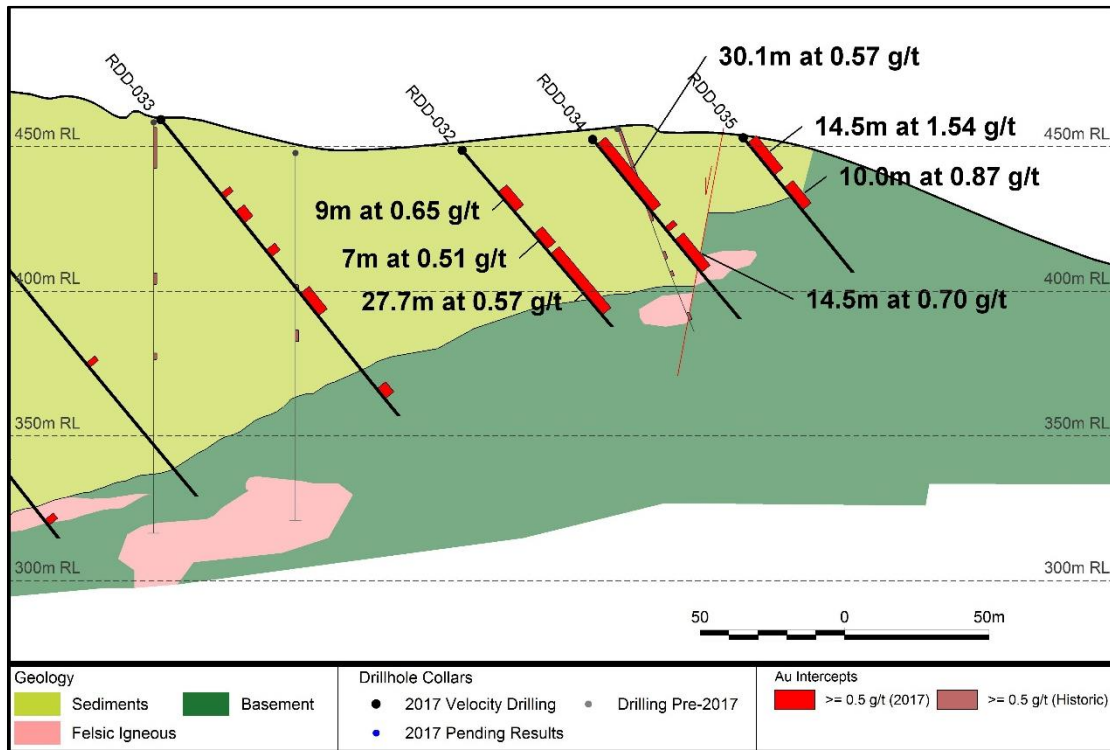 30.1m at 0.57 g/t
RDD-033
RDD-032
RDD-034
RDD-035
450m RL
450m RL
14.5m at 1.54 g/t
10.0m at 0.87 g/t
9m at 0.65 g/t
7m at 0.51 g/t
400m RL
400m RL
27.7m at 0.57 g/t
14.5m at 0.70 g/t
350m RL
350m RL
300m RL
300m RL
50 0 50m
Geology
Sediments
Basement
Felsic Igneous
Drillhole Collars
2017 Velocity Drilling
Drilling Pre-2017
2017 Pending Results
Au Intercepts
>= 0.5 g/t (2017)
>= 0.5 g/t (Historic)